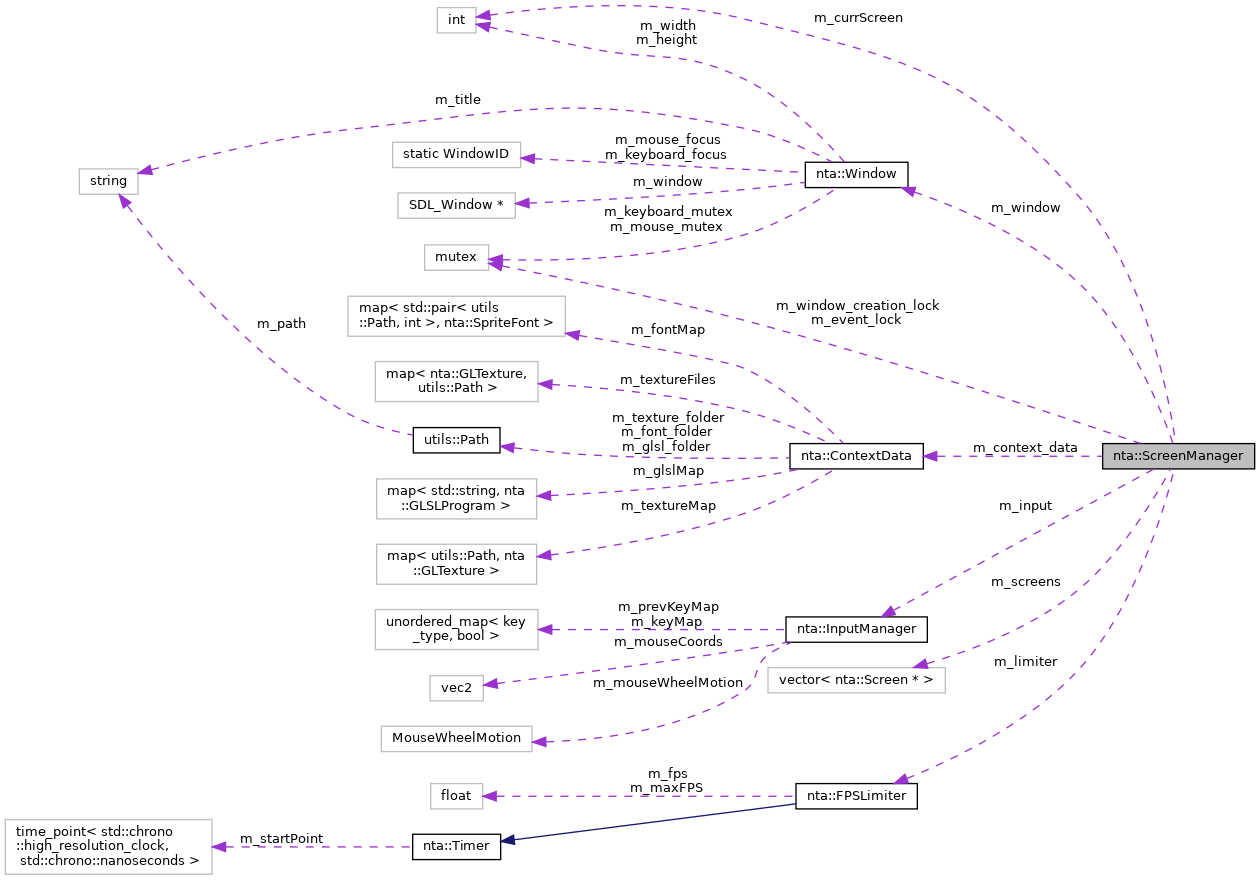 int
m_currScreen
m_width
m_height
m_title
m_mouse_focus
m_keyboard_focus
static WindowID
string
nta::Window
m_window
SDL_Window *
m_window
m_keyboard_mutex
m_mouse_mutex
mutex
m_window_creation_lock
m_event_lock
map< std::pair< utils
::Path, int >, nta::SpriteFont >
m_path
m_fontMap
map< nta::GLTexture,
utils::Path >
m_textureFiles
m_texture_folder
m_font_folder
m_glsl_folder
utils::Path
nta::ContextData
m_context_data
nta::ScreenManager
m_glslMap
map< std::string, nta
::GLSLProgram >
m_textureMap
m_input
map< utils::Path, nta
::GLTexture >
m_screens
m_prevKeyMap
m_keyMap
unordered_map< key
_type, bool >
nta::InputManager
m_mouseCoords
m_limiter
vec2
m_mouseWheelMotion
vector< nta::Screen * >
MouseWheelMotion
m_fps
m_maxFPS
float
nta::FPSLimiter
time_point< std::chrono
::high_resolution_clock,
std::chrono::nanoseconds >
m_startPoint
nta::Timer